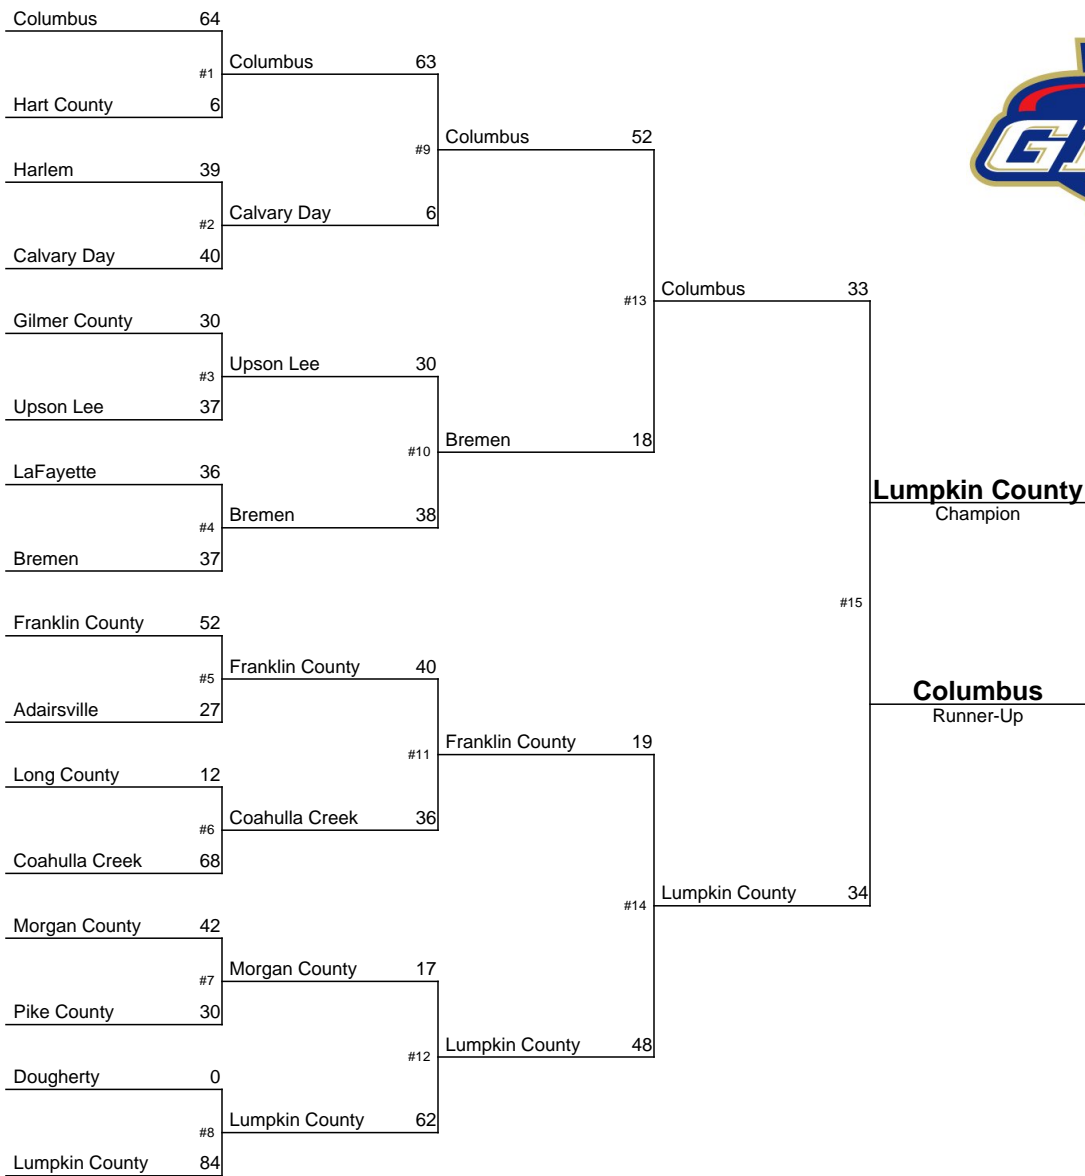 Columbus 64
#1 Columbus 63
Hart County 6
#9 Columbus 52
Harlem 39
#2 Calvary Day 6
Calvary Day 40
#13 Columbus 33
Gilmer County 30
#3 Upson Lee 30
Upson Lee 37
#10 Bremen 18
LaFayette 36
#4 Bremen 38
Bremen 37
Lumpkin County
Champion
#15
Franklin County 52
#5 Franklin County 40
Adairsville 27
Columbus
Runner-Up
#11 Franklin County 19
Long County 12
#6 Coahulla Creek 36
Coahulla Creek 68
#14 Lumpkin County 34
Morgan County 42
#7 Morgan County 17
Pike County 30
#12 Lumpkin County 48
Dougherty 0
#8 Lumpkin County 62
Lumpkin County 84